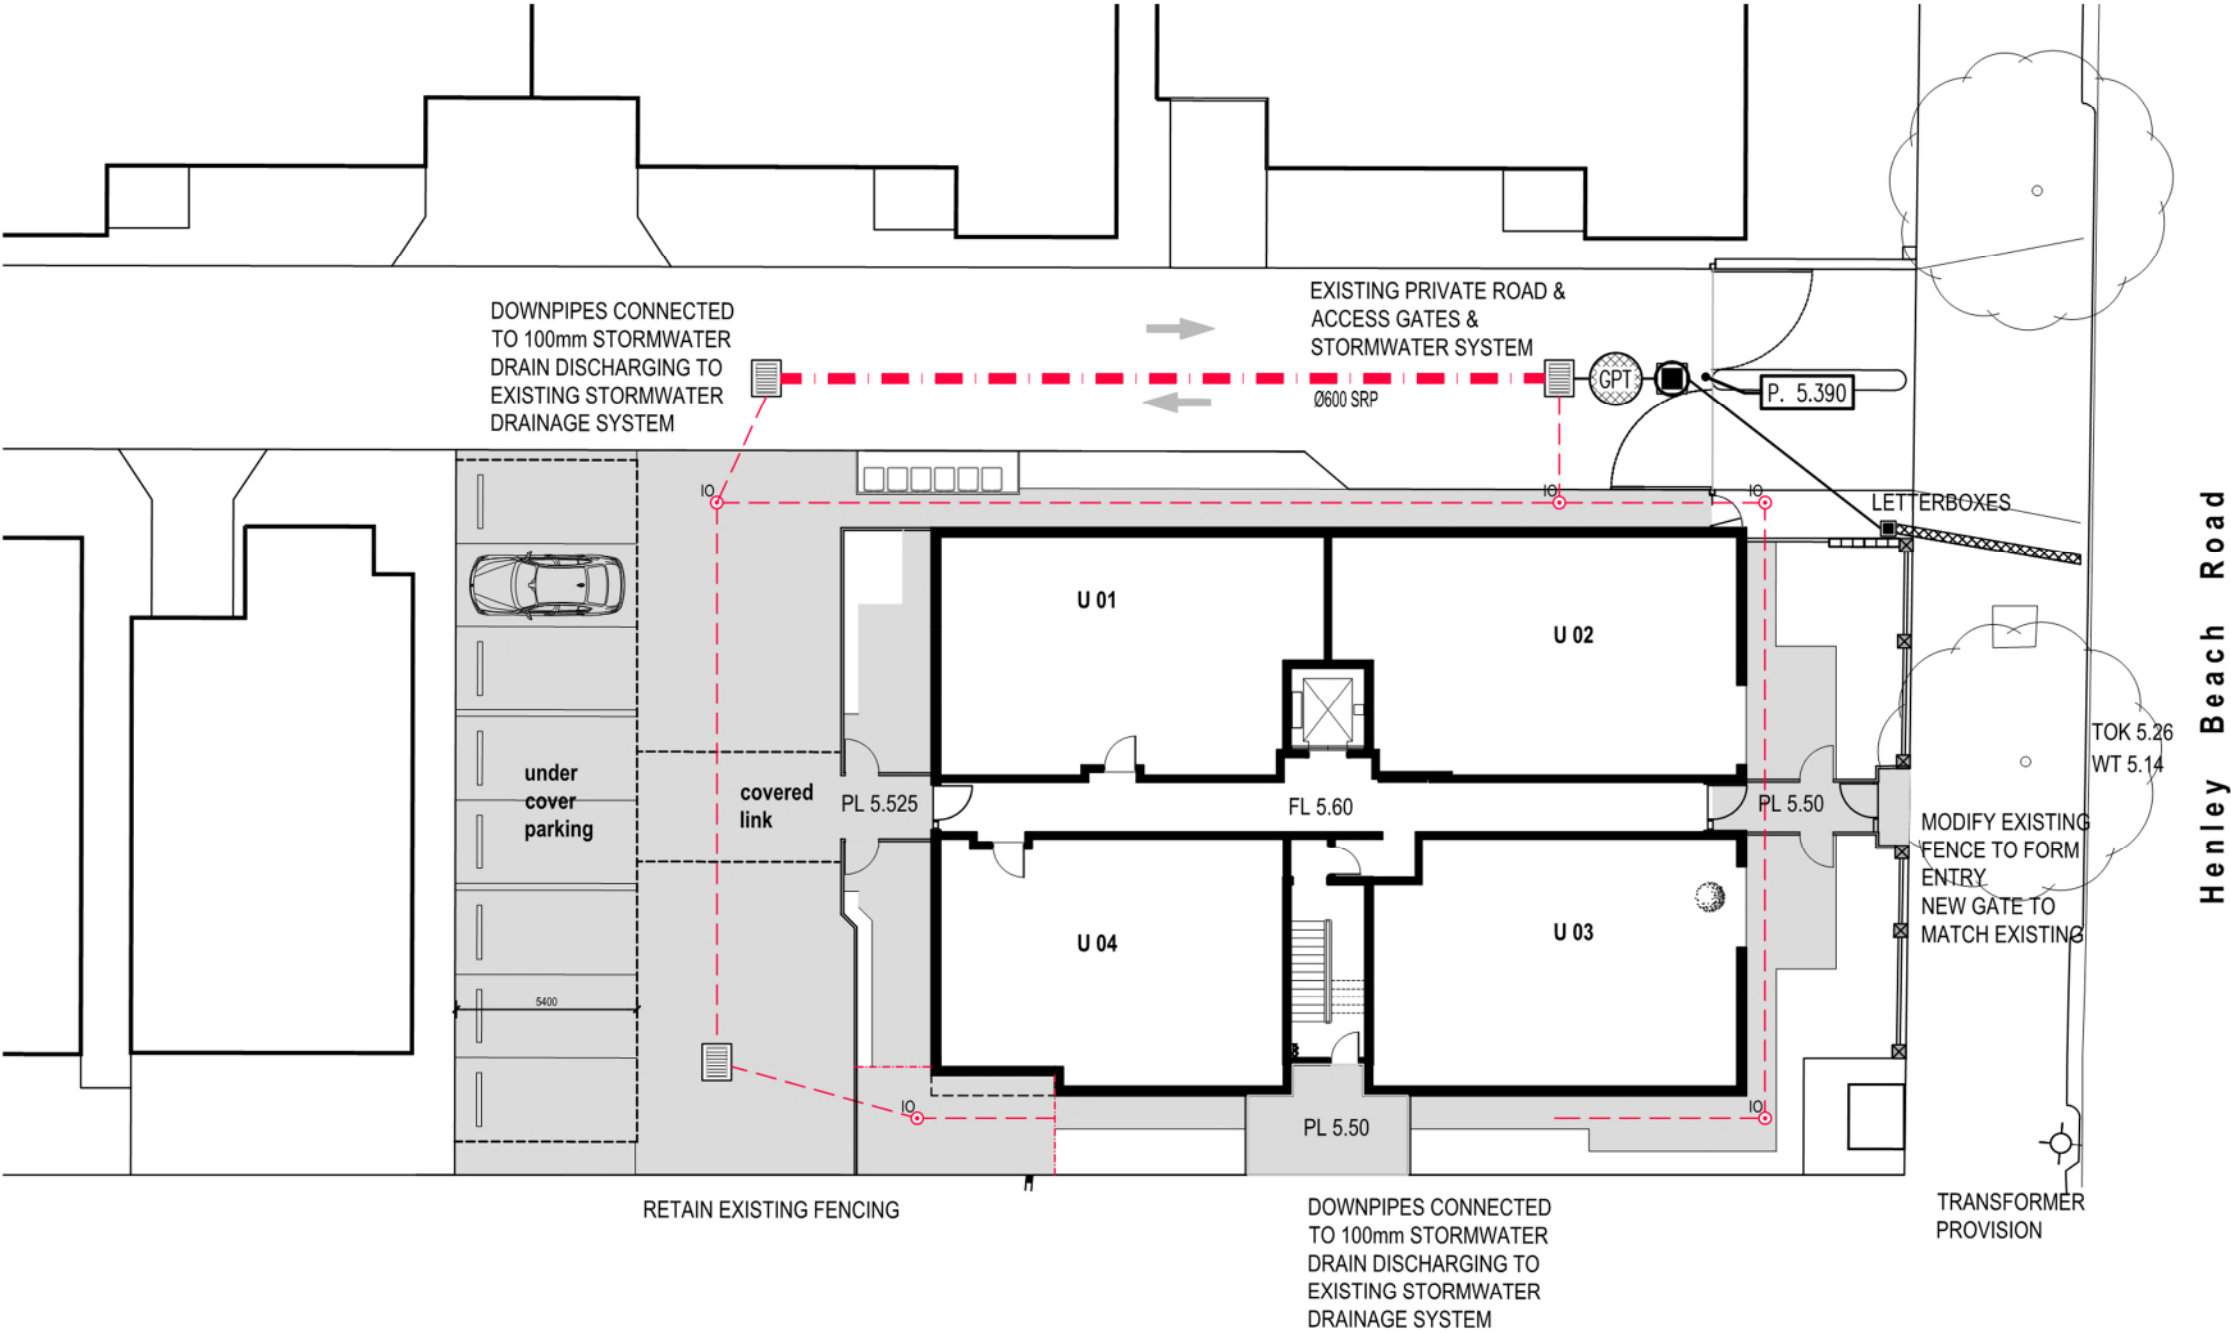 DOWNPIPES CONNECTED
TO 100mm STORMWATER
DRAIN DISCHARGING TO
EXISTING STORMWATER
DRAINAGE SYSTEM
EXISTING PRIVATE ROAD &
ACCESS GATES &
STORMWATER SYSTEM
Ø600 SRP
GPT
P. 5.390
IO
IO
IO
LETTERBOXES
Henley Beach Road
U 01
U 02
TOK 5.26
WT 5.14
under
cover
parking
covered
link
PL 5.525
FL 5.60
PL 5.50
MODIFY EXISTING
FENCE TO FORM
ENTRY
NEW GATE TO
MATCH EXISTING
U 04
U 03
5400
IO
IO
PL 5.50
RETAIN EXISTING FENCING
DOWNPIPES CONNECTED
TO 100mm STORMWATER
DRAIN DISCHARGING TO
EXISTING STORMWATER
DRAINAGE SYSTEM
TRANSFORMER
PROVISION